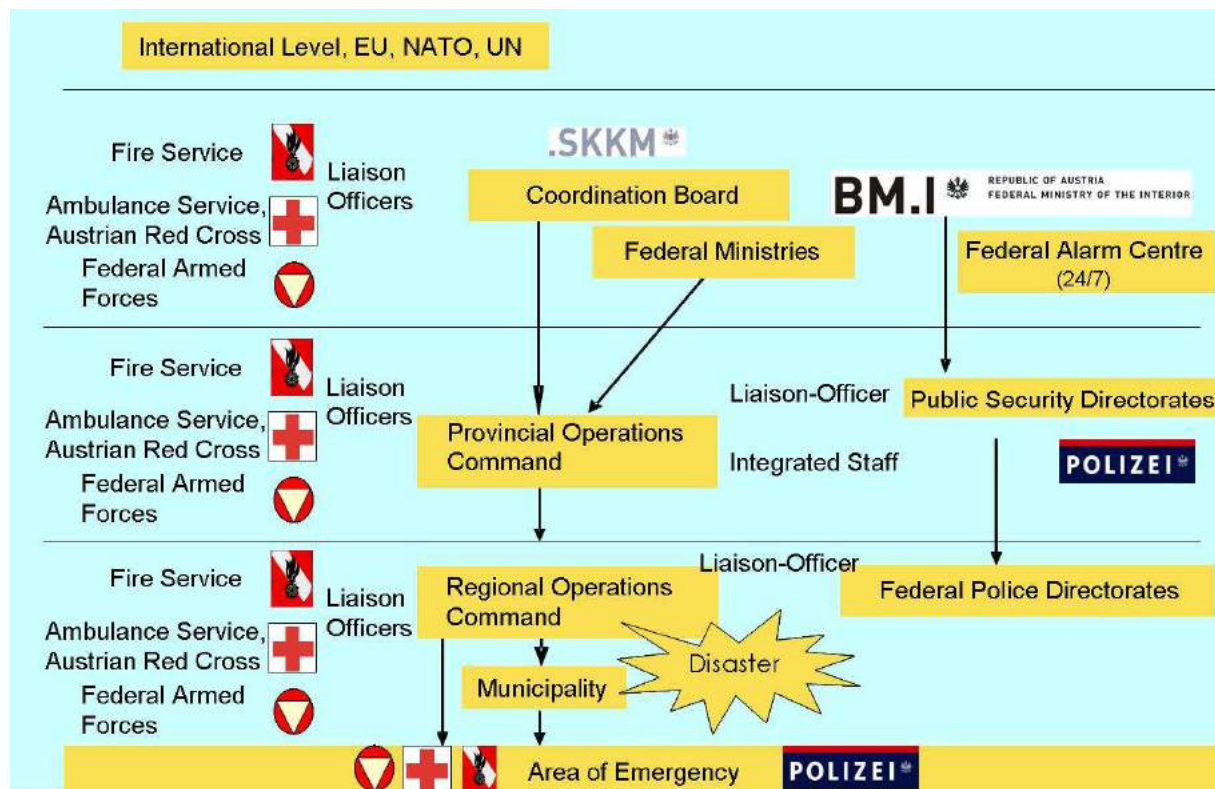 International Level, EU, NATO, UN
Fire Service
Liaison
Officers
Ambulance Service,
Austrian Red Cross
Federal Armed
Forces
.SKKM
Coordination Board
Federal Ministries
BM.I
REPUBLIC OF AUSTRIA
FEDERAL MINISTRY OF THE INTERIOR
Federal Alarm Centre
(24/7)
Fire Service
Liaison
Officers
Ambulance Service,
Austrian Red Cross
Federal Armed
Forces
Provincial Operations
Command
Liaison-Officer
Public Security Directorates
Integrated Staff
POLIZEI
Fire Service
Liaison
Officers
Ambulance Service,
Austrian Red Cross
Federal Armed
Forces
Regional Operations
Command
Liaison-Officer
Federal Police Directorates
Disaster
Municipality
Area of Emergency
POLIZEI